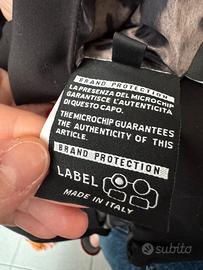 BRAND PROTECTION
LA PRESENZA DEL MICROCHIP
GARANTISCE L'AUTENTICITÀ
DI QUESTO CAPO.
THE MICROCHIP GUARANTEES
THE AUTHENTICITY OF THIS
ARTICLE.
BRAND PROTECTION
LABEL
MADE IN ITALY
subito